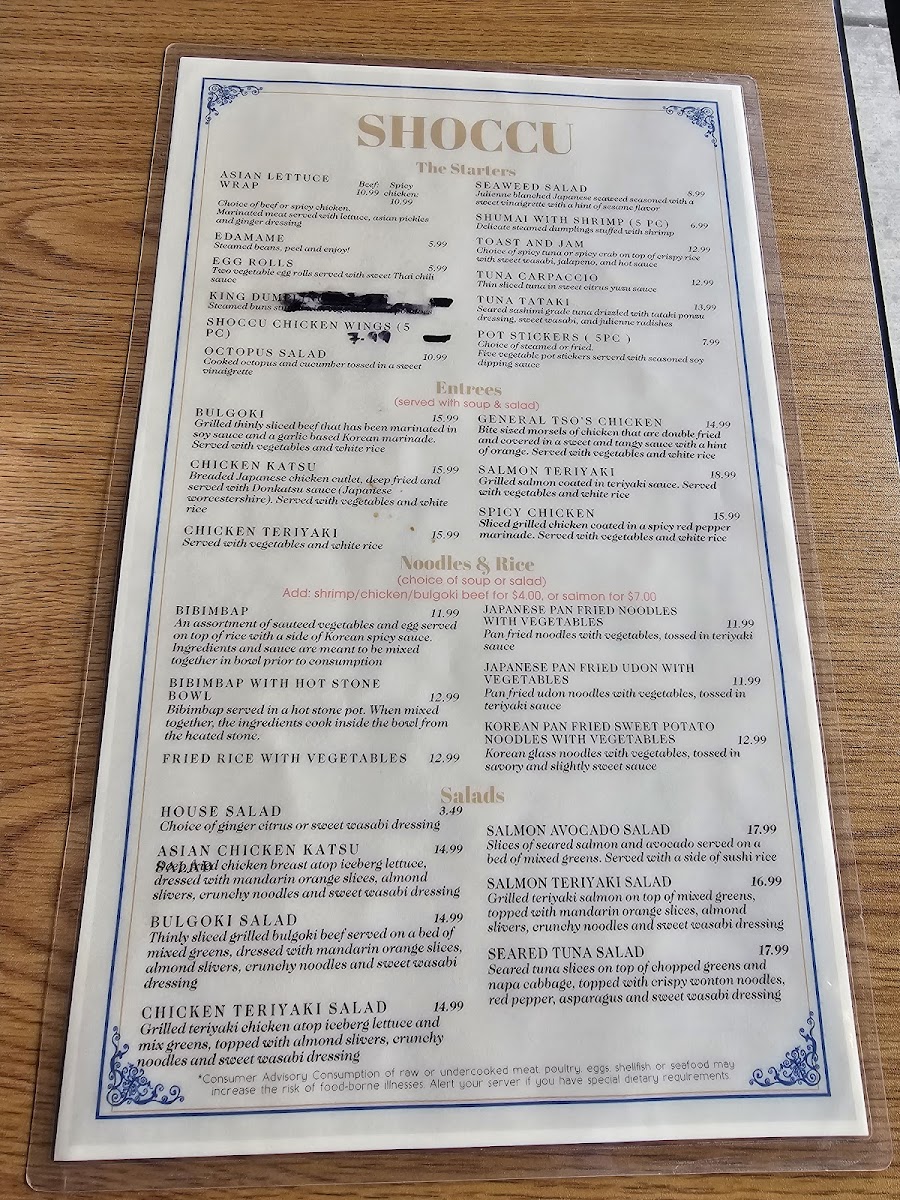 SHOCCU
The Starters
ASIAN LETTUCE
WRAP
Beef: Spicy
10.99 chicken:
10.99
Choice of beef or spicy chicken.
Marinated meat served with lettuce, asian pickles
and ginger dressing
EDAMAME 5.99
Steamed beans, peel and enjoy!
EGG ROLLS 5.99
Two vegetable egg rolls served with sweet Thai chili
sauce
KING
Steamed buns
SHOCCU CHICKEN WINGS (5
PC) 7.99
OCTOPUS SALAD 10.99
Cooked octopus and cucumber tossed in a sweet
vinaigrette
SEAWEED SALAD 8.99
Julienne blanched Japanese seaweed seasoned with a
sweet vinaigrette with a hint of sesame flavor
SHUMAI WITH SHRIMP (5 PC) 6.99
Delicate steamed dumplings stuffed with shrimp
TOAST AND JAM 12.99
Choice of spicy tuna or spicy crab on top of crispy rice
with sweet wasabi, jalapeno, and hot sauce
TUNA CARPACCIO 12.99
Thin sliced tuna in sweet citrus yuzu sauce
TUNA TATAKI 13.99
Seared sashimi grade tuna drizzled with tataki ponzu
dressing, sweet wasabi, and julienne radishes
POT STICKERS ( 5PC ) 7.99
Choice of steamed or fried.
Five vegetable pot stickers serverd with seasoned soy
dipping sauce
Entrees
(served with soup & salad)
BULGOKI 15.99
Grilled thinly sliced beef that has been marinated in
soy sauce and a garlic based Korean marinade.
Served with vegetables and white rice
CHICKEN KATSU 15.99
Breaded Japanese chicken cutlet, deep fried and
served with Donkatsu sauce (Japanese
worcestershire). Served with vegetables and white
rice
CHICKEN TERIYAKI 15.99
Served with vegetables and white rice
GENERAL TSO'S CHICKEN 14.99
Bite sized morsels of chicken that are double fried
and covered in a sweet and tangy sauce with a hint
of orange. Served with vegetables and white rice
SALMON TERIYAKI 18.99
Grilled salmon coated in teriyaki sauce. Served
with vegetables and white rice
SPICY CHICKEN 15.99
Sliced grilled chicken coated in a spicy red pepper
marinade. Served with vegetables and white rice
Noodles & Rice
(choice of soup or salad)
Add: shrimp/chicken/bulgoki beef for $4.00, or salmon for $7.00
BIBIMBAP 11.99
An assortment of sauteed vegetables and egg served
on top of rice with a side of Korean spicy sauce.
Ingredients and sauce are meant to be mixed
together in bowl prior to consumption
BIBIMBAP WITH HOT STONE
BOWL 12.99
Bibimbap served in a hot stone pot. When mixed
together, the ingredients cook inside the bowl from
the heated stone.
FRIED RICE WITH VEGETABLES 12.99
JAPANESE PAN FRIED NOODLES
WITH VEGETABLES 11.99
Pan fried noodles with vegetables, tossed in teriyaki
sauce
JAPANESE PAN FRIED UDON WITH
VEGETABLES 11.99
Pan fried udon noodles with vegetables, tossed in
teriyaki sauce
KOREAN PAN FRIED SWEET POTATO
NOODLES WITH VEGETABLES 12.99
Korean glass noodles with vegetables, tossed in
savory and slightly sweet sauce
Salads
HOUSE SALAD 3.49
Choice of ginger citrus or sweet wasabi dressing
ASIAN CHICKEN KATSU 14.99
SALAD
Deep fried chicken breast atop iceberg lettuce,
dressed with mandarin orange slices, almond
slivers, crunchy noodles and sweet wasabi dressing
BULGOKI SALAD 14.99
Thinly sliced grilled bulgoki beef served on a bed of
mixed greens, dressed with mandarin orange slices,
almond slivers, crunchy noodles and sweet wasabi
dressing
CHICKEN TERIYAKI SALAD 14.99
Grilled teriyaki chicken atop iceberg lettuce and
mix greens, topped with almond slivers, crunchy
noodles and sweet wasabi dressing
SALMON AVOCADO SALAD 17.99
Slices of seared salmon and avocado served on a
bed of mixed greens. Served with a side of sushi rice
SALMON TERIYAKI SALAD 16.99
Grilled teriyaki salmon on top of mixed greens,
topped with mandarin orange slices, almond
slivers, crunchy noodles and sweet wasabi dressing
SEARED TUNA SALAD 17.99
Seared tuna slices on top of chopped greens and
napa cabbage, topped with crispy wonton noodles,
red pepper, asparagus and sweet wasabi dressing
*Consumer Advisory Consumption of raw or undercooked meat, poultry, eggs, shellfish or seafood may
increase the risk of food-borne illnesses. Alert your server if you have special dietary requirements